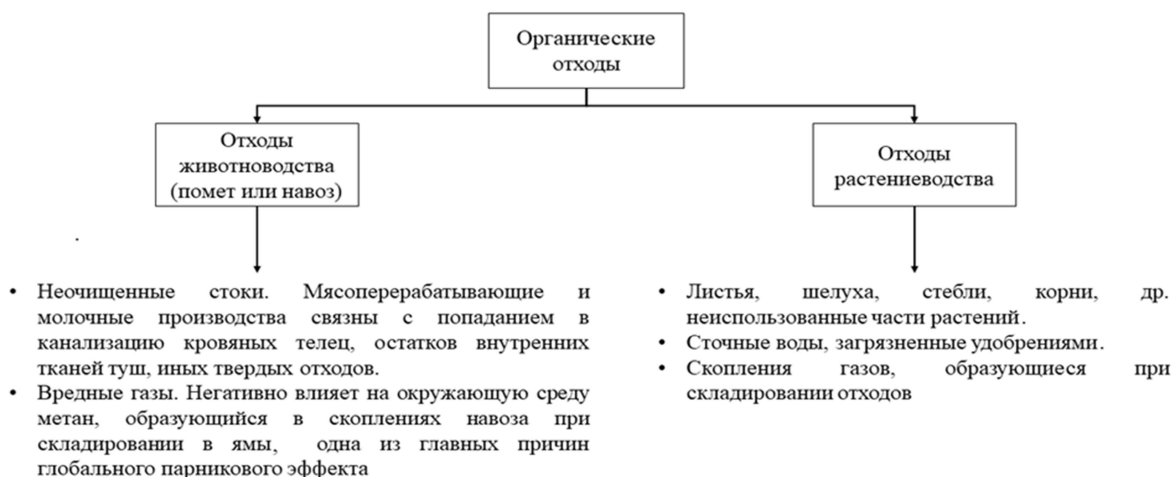 Органические
отходы
Отходы
животноводства
(помет или навоз)
Отходы
растениеводства
• Неочищенные стоки. Мясоперерабатывающие и
молочные производства связны с попаданием в
канализацию кровяных телец, остатков внутренних
тканей туш, иных твердых отходов.
• Вредные газы. Негативно влияет на окружающую среду
метан, образующийся в скоплениях навоза при
складировании в ямы, одна из главных причин
глобального парникового эффекта
• Листья, шелуха, стебли, корни, др.
неиспользованные части растений.
• Сточные воды, загрязненные удобрениями.
• Скопления газов, образующиеся при
складировании отходов